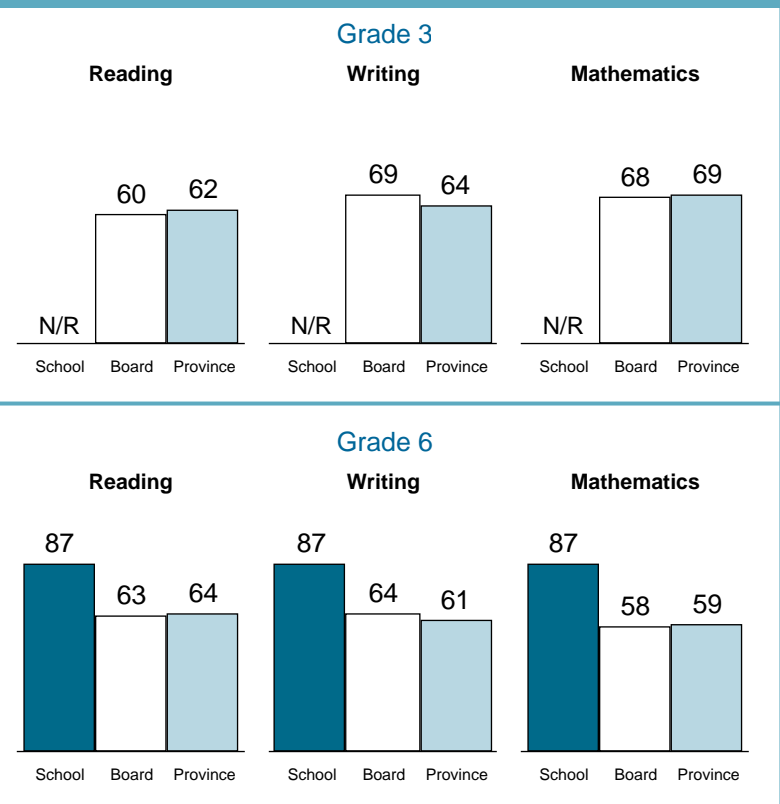 Grade 3
Reading Writing Mathematics
60 62 69 64 68 69
N/R N/R N/R
School Board Province School Board Province School Board Province
Grade 6
Reading Writing Mathematics
87 63 64 87 64 61 87 58 59
School Board Province School Board Province School Board Province